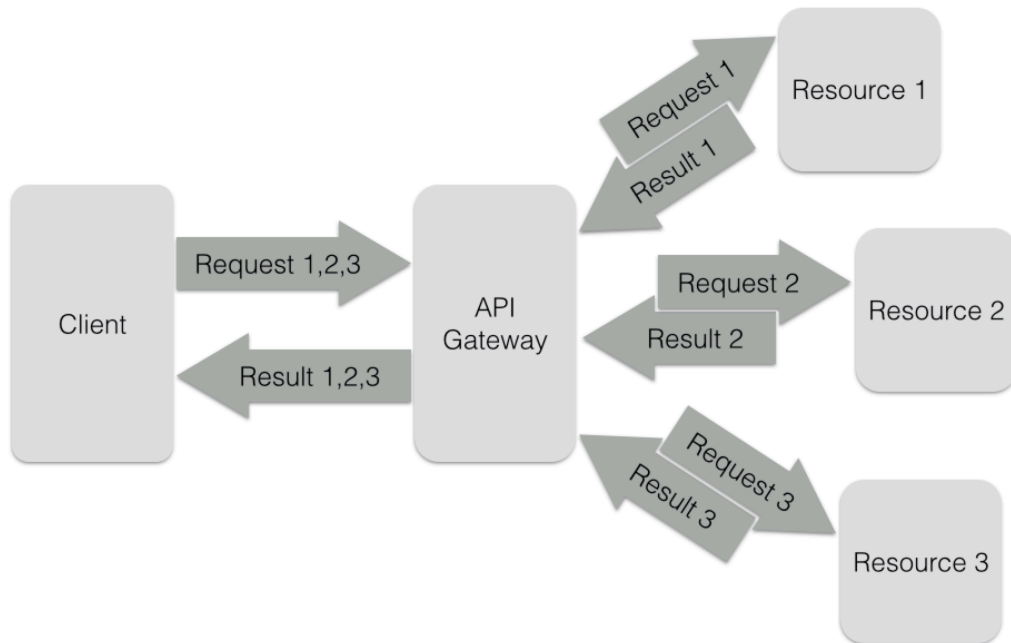 Request 1
Result 1
Resource 1
Client
Request 1,2,3
Result 1,2,3
API
Gateway
Request 2
Result 2
Resource 2
Request 3
Result 3
Resource 3